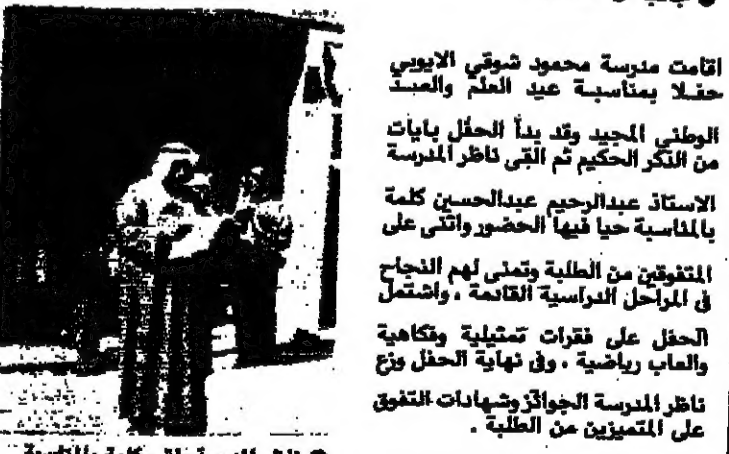 اقامت مدرسة محمود شوقي الايوبي
حفلا بمناسبة عيد العلم والعيد
الوطني المجيد وقد بدأ الحفل بآيات
من الذكر الحكيم ثم القى ناظر المدرسة
الاستاذ عبدالرحيم عبدالحسين كلمة
بالمناسبة حيا فيها الحضور واثنى على
المتفوقين من الطلبة وتمنى لهم النجاح
في المراحل الدراسية القادمة ، واشتمل
الحفل على فقرات تمثيلية وفكاهية
والعاب رياضية ، وفي نهاية الحفل وزع
ناظر المدرسة الجوائز وشهادات التفوق
على المتميزين من الطلبة .